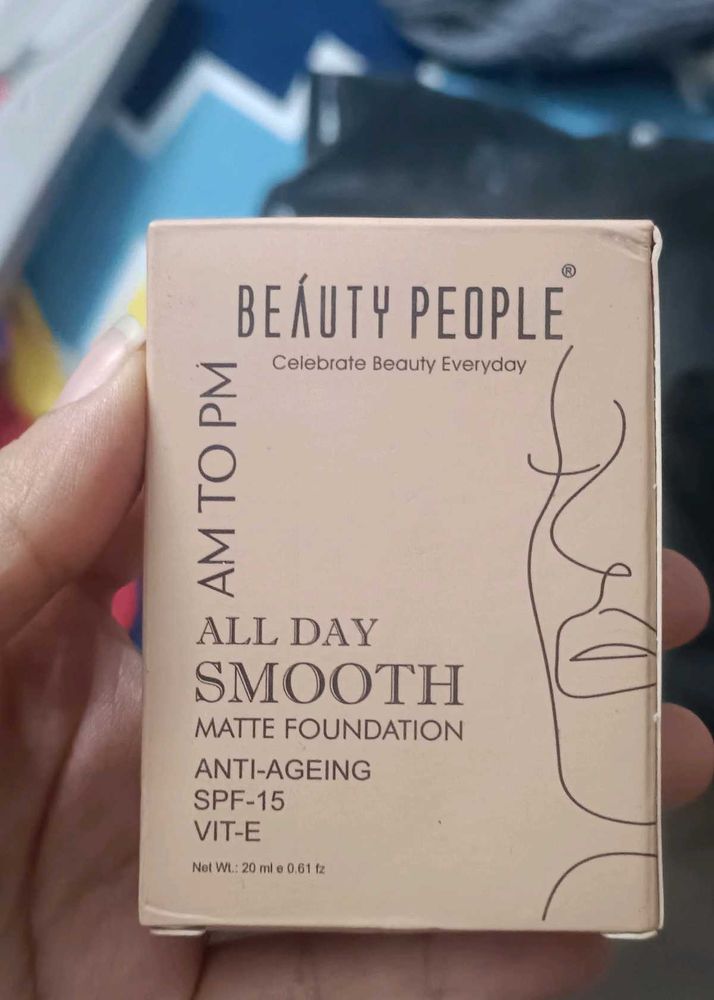 BEÁUTY PEOPLE®
Celebrate Beauty Everyday
AM TO PM
ALL DAY
SMOOTH
MATTE FOUNDATION
ANTI-AGEING
SPF-15
VIT-E
Net Wt.: 20 ml e 0.61 fz